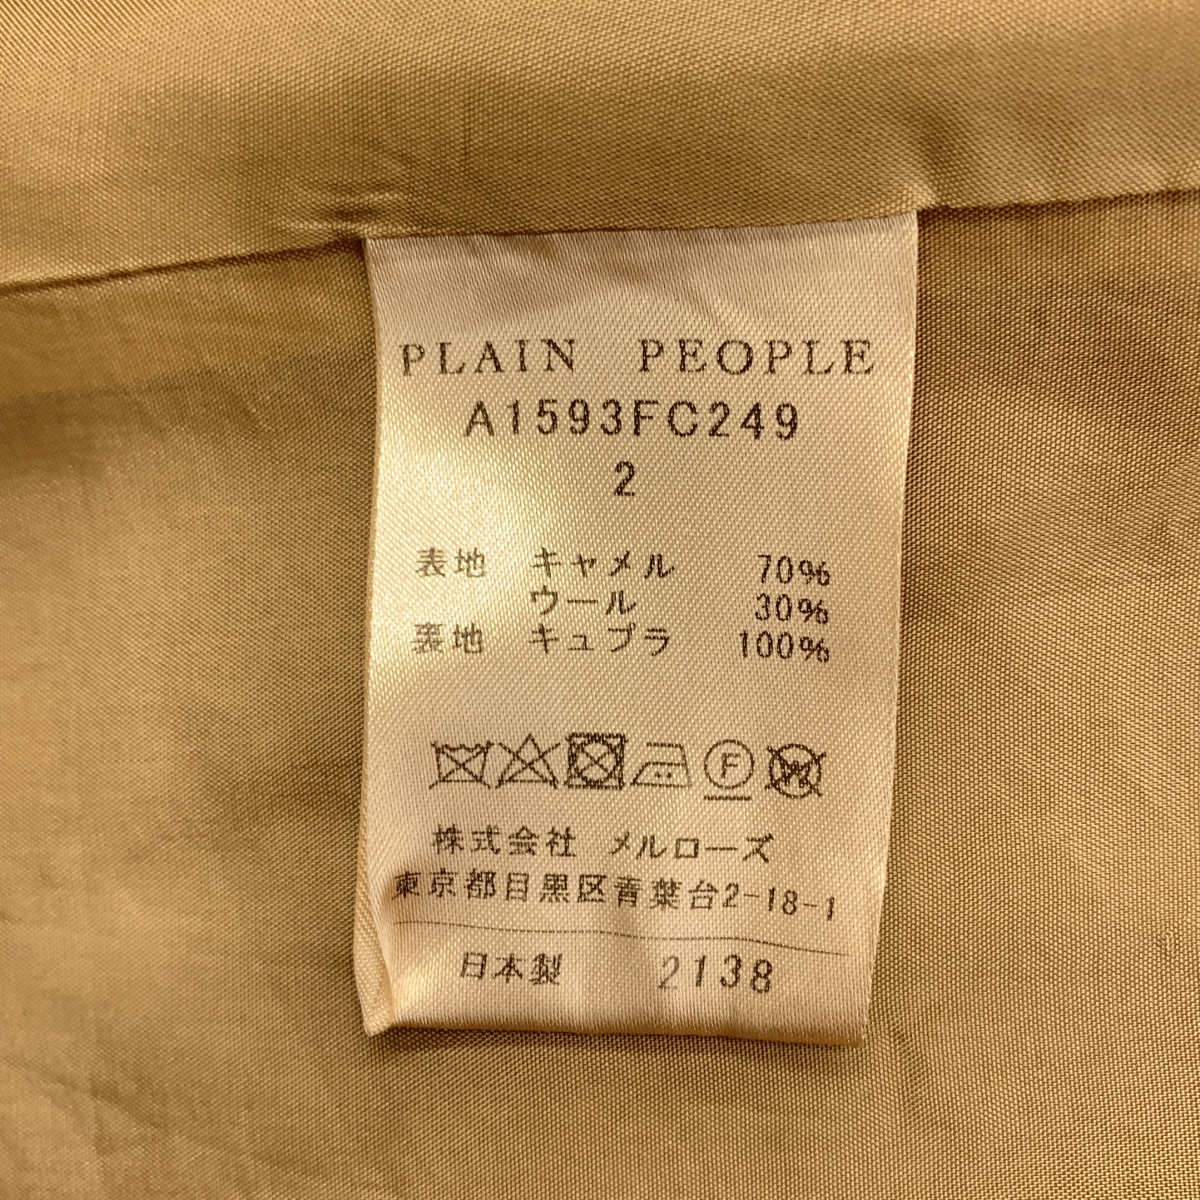 PLAIN PEOPLE
A1593FC249
2
表地 キャメル 70%
ウール 30%
裏地 キュプラ 100%
F W
株式会社 メルローズ
東京都目黒区青葉台2-18-1
日本製 2138